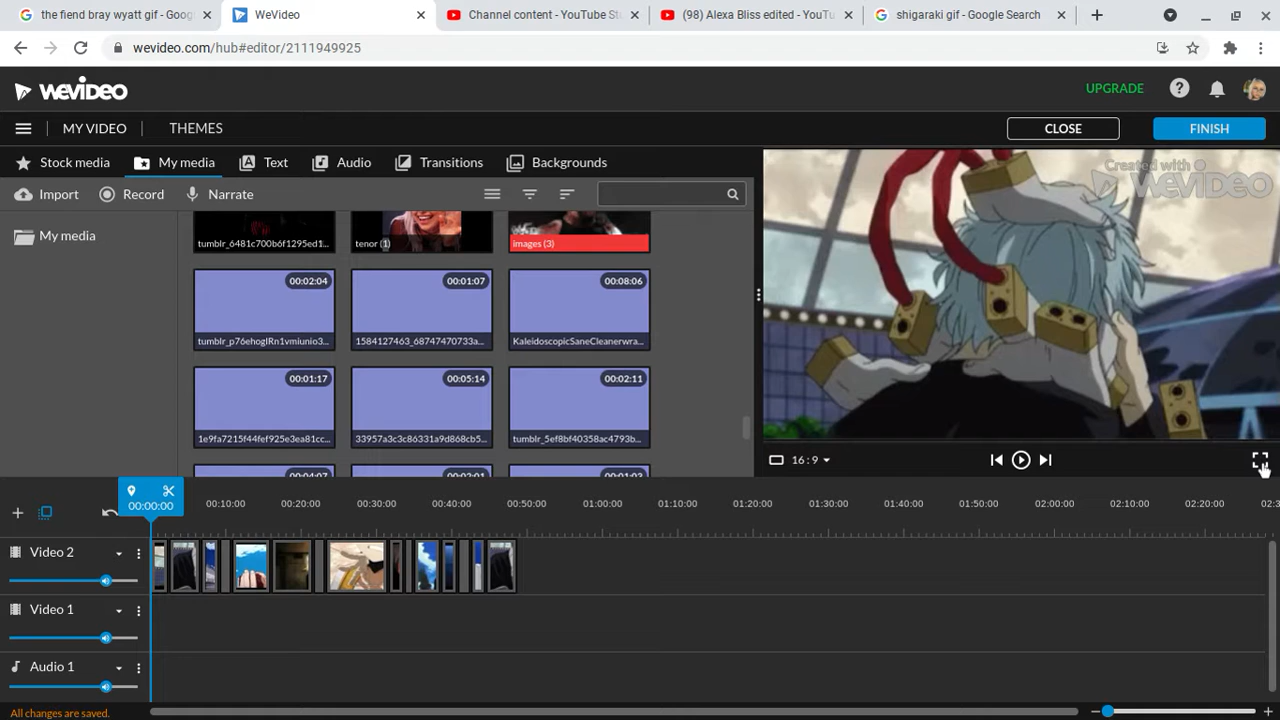 the fiend bray wyatt gif - Goog
WeVideo
Channel content - YouTube St
(98) Alexa Bliss edited - YouTu
shigaraki gif - Google Search
wevideo.com/hub#editor/2111949925
WEVIDEO
UPGRADE
MY VIDEO
THEMES
CLOSE
FINISH
Stock media
My media
Text
Audio
Transitions
Backgrounds
Import
Record
Narrate
My media
Created with
WEVIDEO
tumblr_6481c700b6f1295ed1...
tenor (1)
images (3)
00:02:04
00:01:07
00:08:06
tumblr_p76ehoglRn1vmiunio3...
1584127463_68747470733a...
KaleidoscopicSaneCleanerwra...
00:01:17
00:05:14
00:02:11
1e9fa7215f44fef925e3ea81cc...
33957a3c3c86331a9d868cb5...
tumblr_5ef8bf40358ac4793b...
16:9
00:00:00
00:10:00
00:20:00
00:30:00
00:40:00
00:50:00
01:00:00
01:10:00
01:20:00
01:30:00
01:40:00
01:50:00
02:00:00
02:10:00
02:20:00
02:3
Video 2
Video 1
Audio 1
All changes are saved.